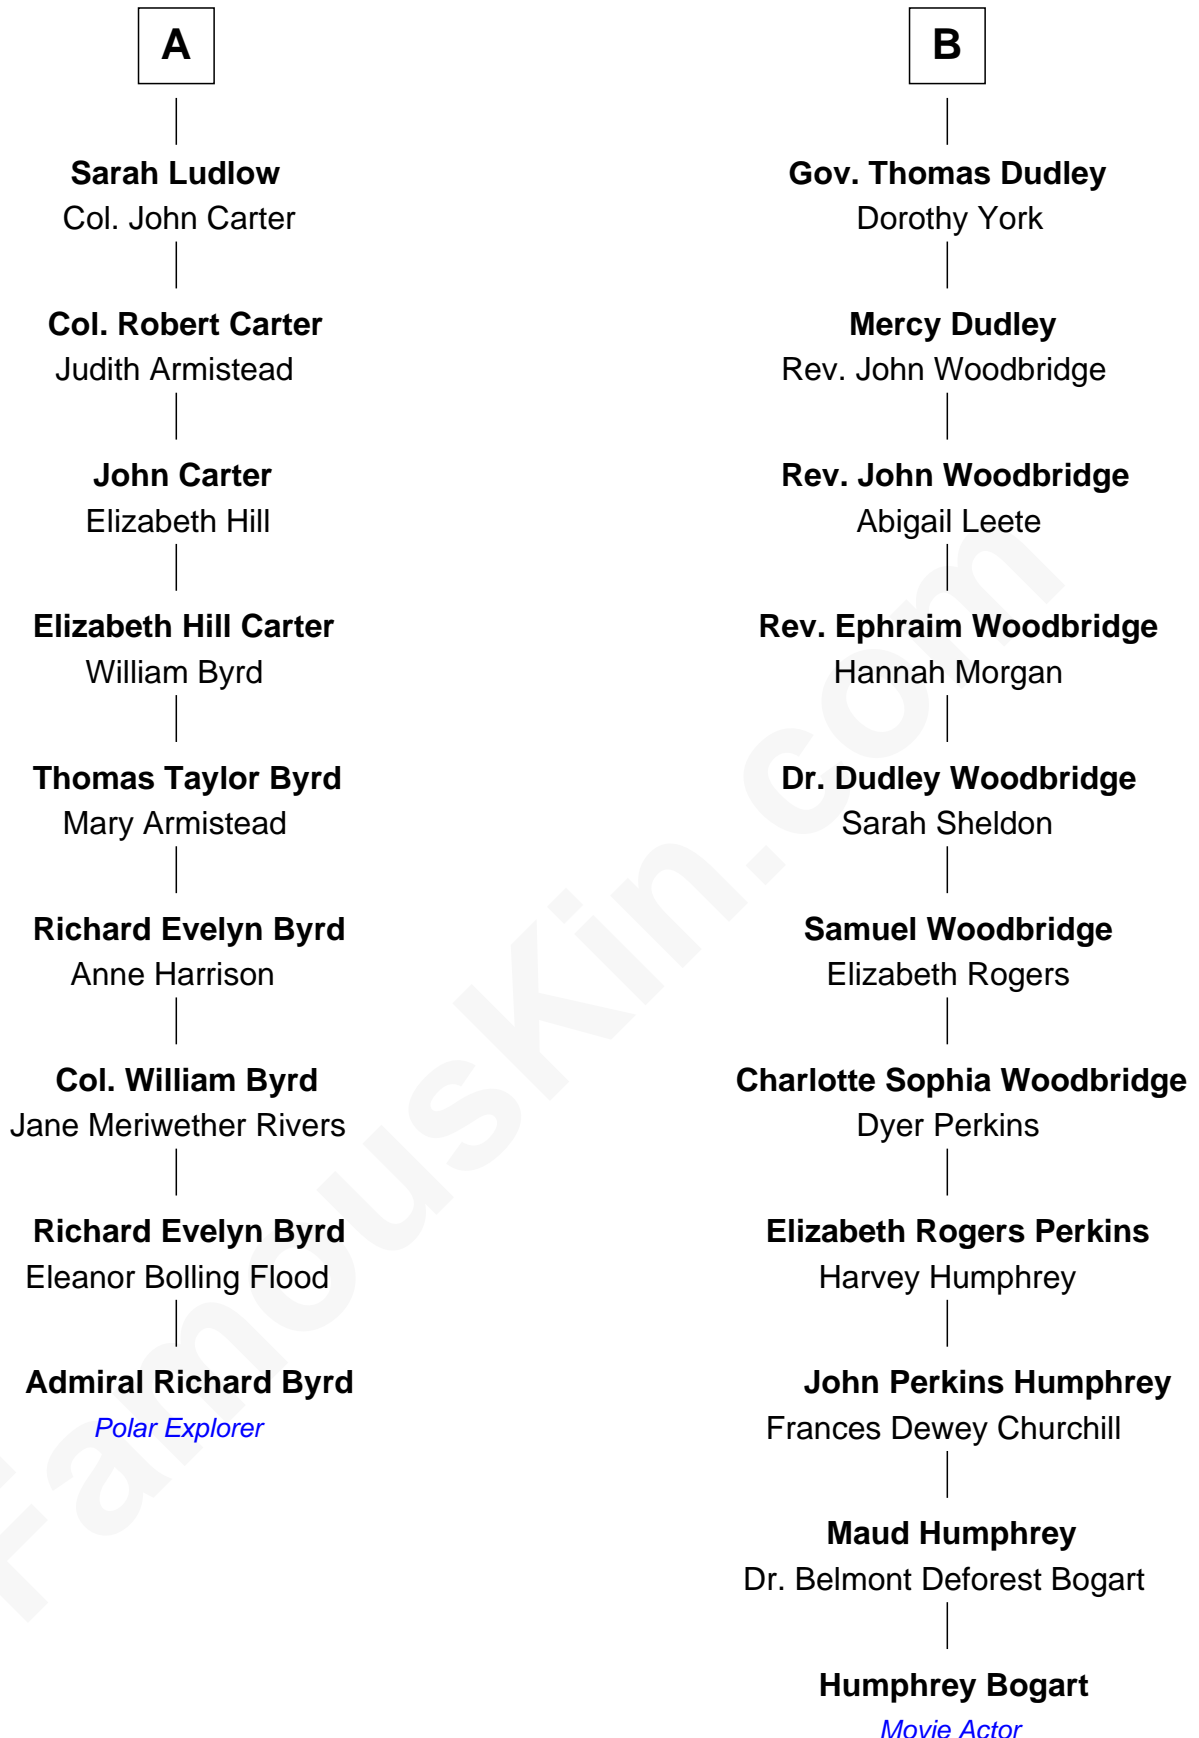 A
Sarah Ludlow
Col. John Carter
Col. Robert Carter
Judith Armistead
John Carter
Elizabeth Hill
Elizabeth Hill Carter
William Byrd
Thomas Taylor Byrd
Mary Armistead
Richard Evelyn Byrd
Anne Harrison
Col. William Byrd
Jane Meriwether Rivers
Richard Evelyn Byrd
Eleanor Bolling Flood
Admiral Richard Byrd
Polar Explorer
B
Gov. Thomas Dudley
Dorothy York
Mercy Dudley
Rev. John Woodbridge
Rev. John Woodbridge
Abigail Leete
Rev. Ephraim Woodbridge
Hannah Morgan
Dr. Dudley Woodbridge
Sarah Sheldon
Samuel Woodbridge
Elizabeth Rogers
Charlotte Sophia Woodbridge
Dyer Perkins
Elizabeth Rogers Perkins
Harvey Humphrey
John Perkins Humphrey
Frances Dewey Churchill
Maud Humphrey
Dr. Belmont Deforest Bogart
Humphrey Bogart
Movie Actor
FamousKin.com